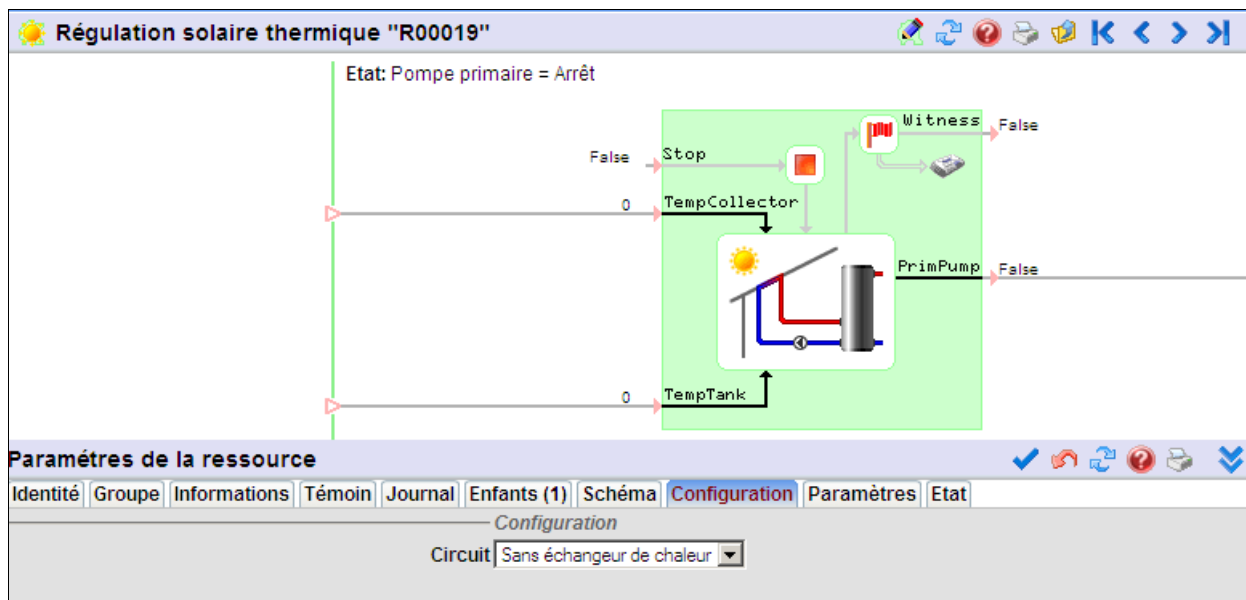 Régulation solaire thermique "R00019"
Etat: Pompe primaire = Arrêt
Witness False
False Stop
0 TempCollector
PrimPump False
0 TempTank
Paramétres de la ressource
Identité Groupe Informations Témoin Journal Enfants (1) Schéma Configuration Paramètres Etat
Configuration
Circuit Sans échangeur de chaleur